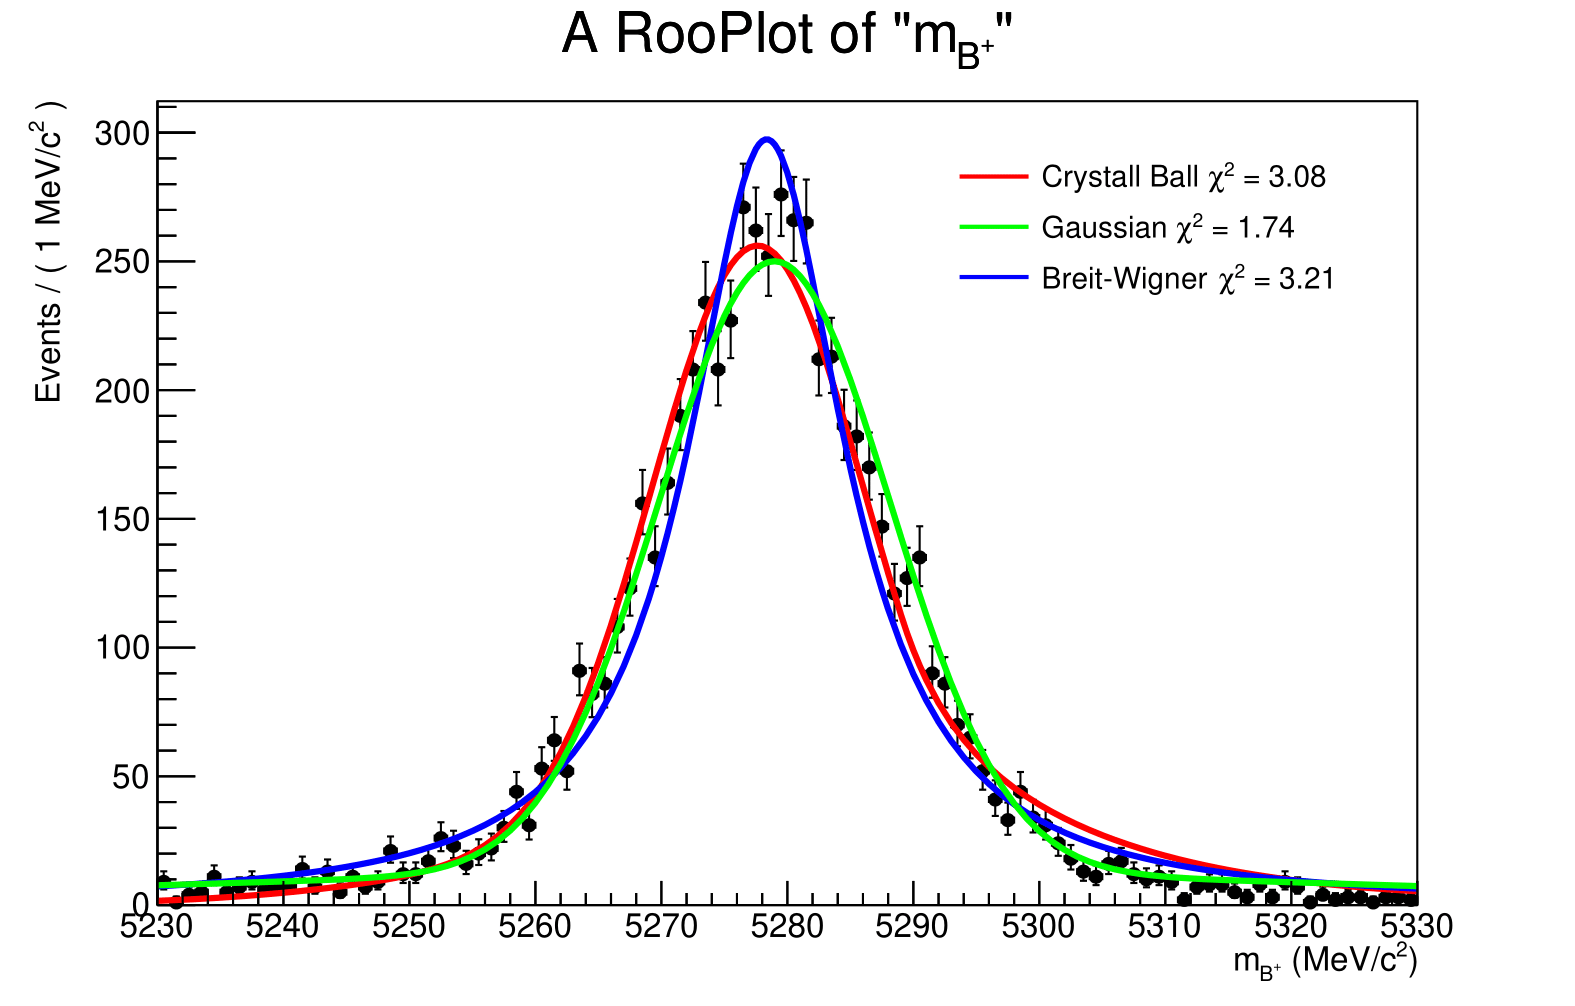 A RooPlot of "m_B⁺"
Events / ( 1 MeV/c² )
300
250
200
150
100
50
0
Crystall Ball χ² = 3.08
Gaussian χ² = 1.74
Breit-Wigner χ² = 3.21
5230 5240 5250 5260 5270 5280 5290 5300 5310 5320 5330
m_B⁺ (MeV/c²)